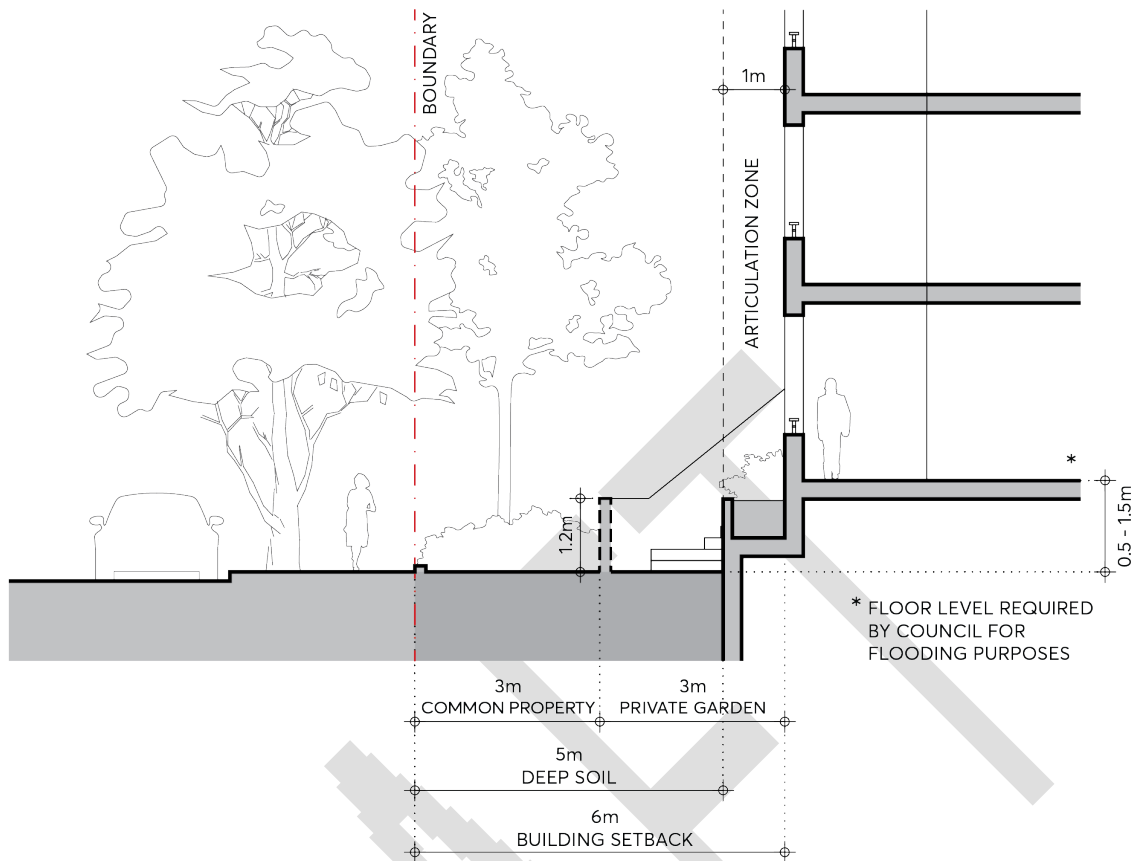 BOUNDARY
1m
ARTICULATION ZONE
1.2m
*
0.5 - 1.5m
* FLOOR LEVEL REQUIRED
BY COUNCIL FOR
FLOODING PURPOSES
3m
COMMON PROPERTY
3m
PRIVATE GARDEN
5m
DEEP SOIL
6m
BUILDING SETBACK